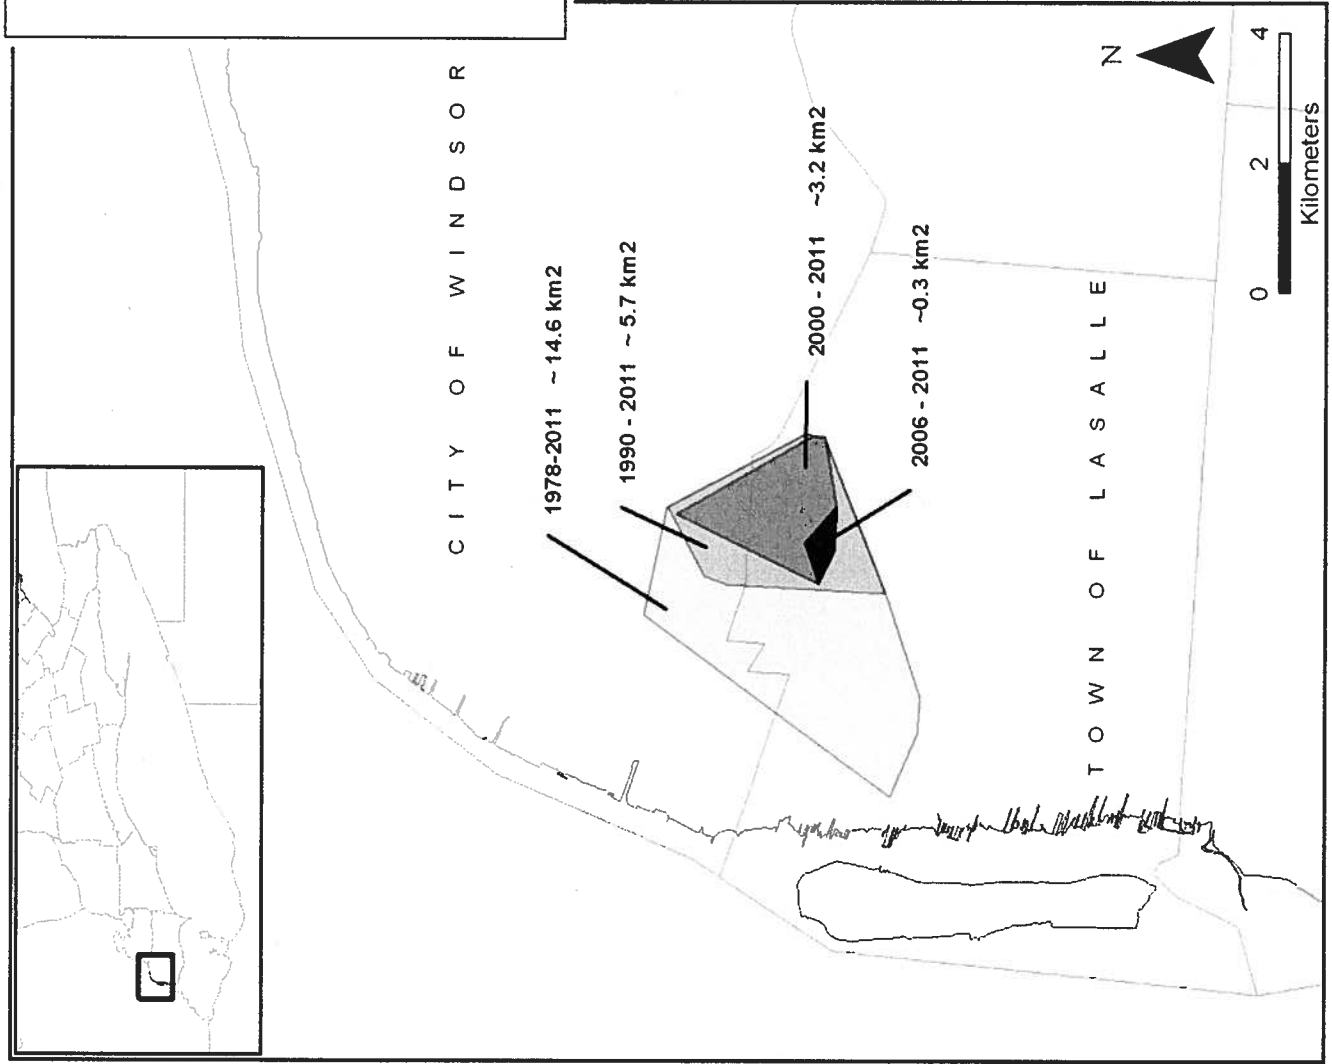 CITY OF WINDSOR
1978-2011 ~ 14.6 km2
1990 - 2011 ~ 5.7 km2
2000 - 2011 ~3.2 km2
2006 - 2011 ~0.3 km2
TOWN OF LASALLE
N
0 2 4
Kilometers